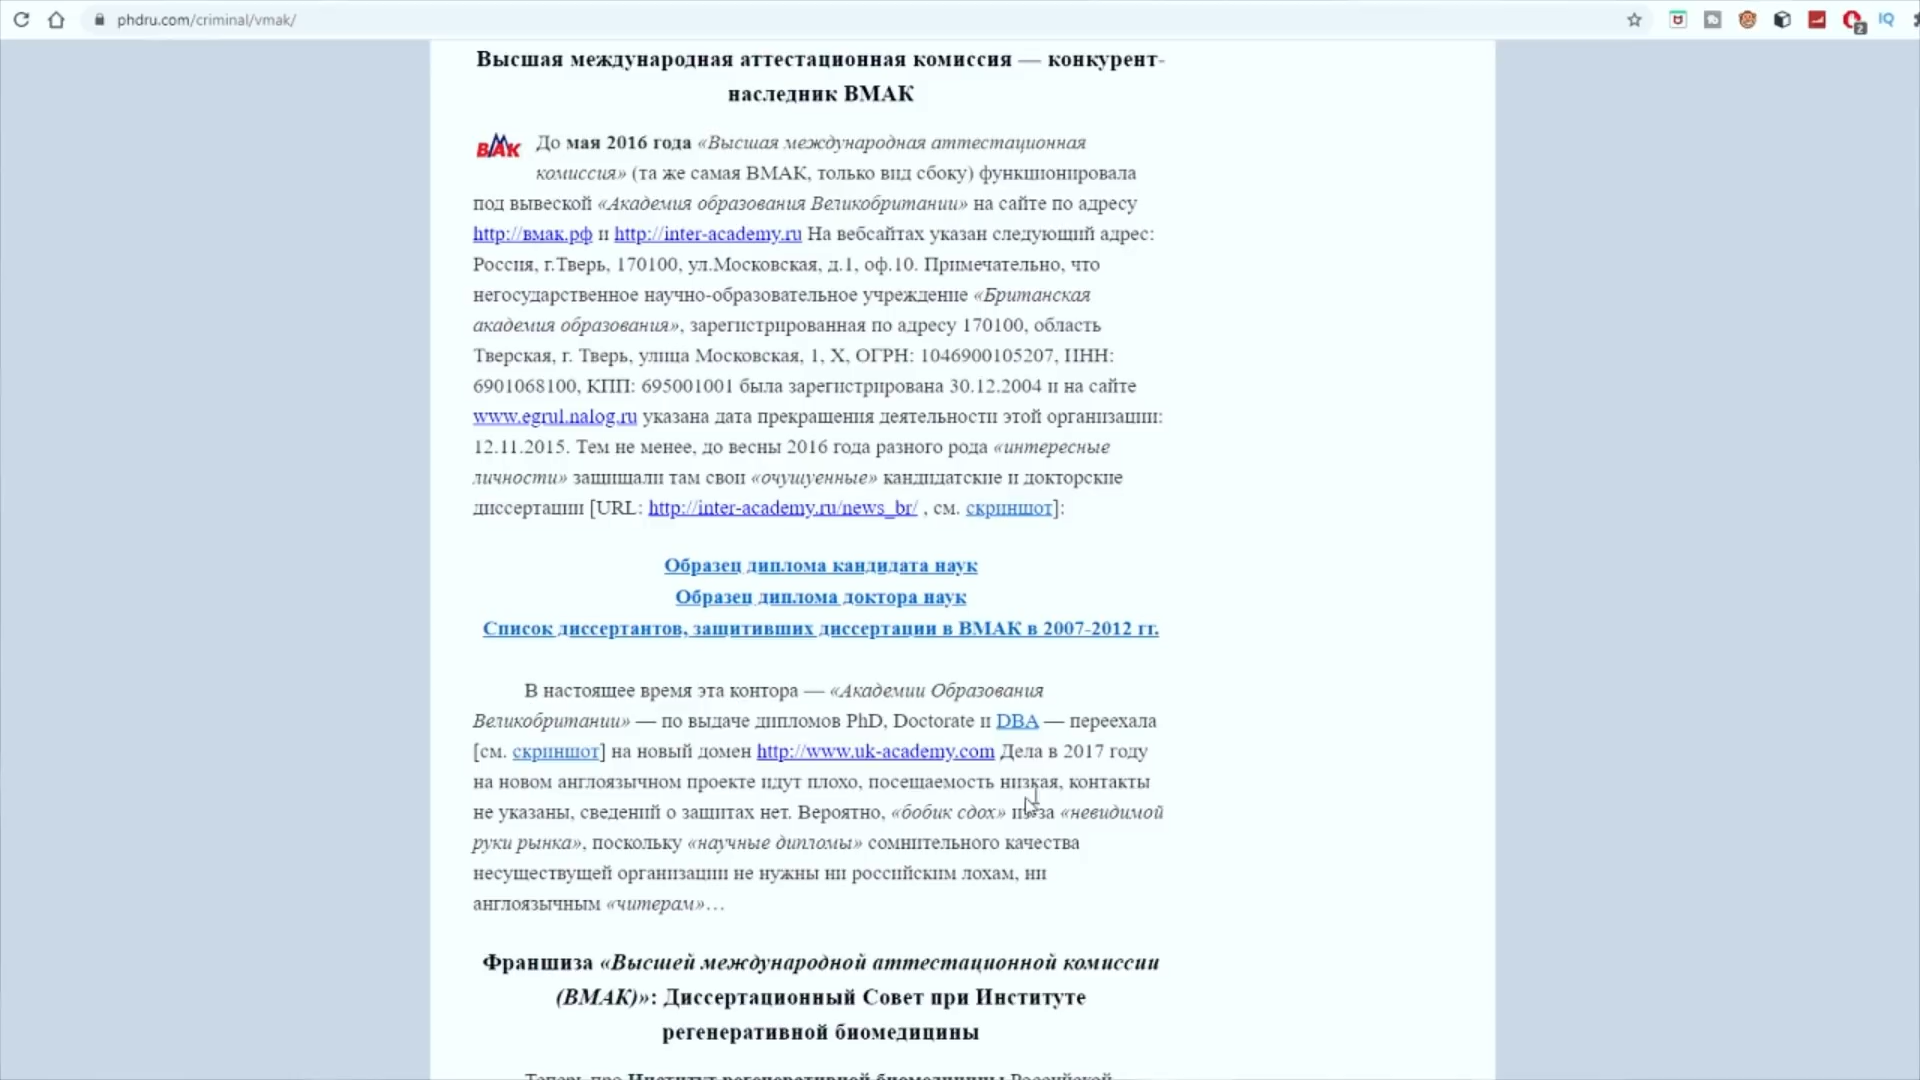 phdru.com/criminal/vmak/
2
IQ
Высшая международная аттестационная комиссия — конкурент-
наследник ВМАК
ВМАК
До мая 2016 года «Высшая международная аттестационная
комиссия» (та же самая ВМАК, только вид сбоку) функционировала
под вывеской «Академия образования Великобритании» на сайте по адресу
http://вмак.рф и http://inter-academy.ru На вебсайтах указан следующий адрес:
Россия, г.Тверь, 170100, ул.Московская, д.1, оф.10. Примечательно, что
негосударственное научно-образовательное учреждение «Британская
академия образования», зарегистрированная по адресу 170100, область
Тверская, г. Тверь, улица Московская, 1, X, ОГРН: 1046900105207, ИНН:
6901068100, КПП: 695001001 была зарегистрирована 30.12.2004 и на сайте
www.egrul.nalog.ru указана дата прекращения деятельности этой организации:
12.11.2015. Тем не менее, до весны 2016 года разного рода «интересные
личности» защищали там свои «очушуенные» кандидатские и докторские
диссертации [URL: http://inter-academy.ru/news_br/ , см. скриншот]:
Образец диплома кандидата наук
Образец диплома доктора наук
Список диссертантов, защитивших диссертации в ВМАК в 2007-2012 гг.
В настоящее время эта контора — «Академии Образования
Великобритании» — по выдаче дипломов PhD, Doctorate и DBA — переехала
[см. скриншот] на новый домен http://www.uk-academy.com Дела в 2017 году
на новом англоязычном проекте идут плохо, посещаемость низкая, контакты
не указаны, сведений о защитах нет. Вероятно, «бобик сдох» из-за «невидимой
руки рынка», поскольку «научные дипломы» сомнительного качества
несуществущей организации не нужны ни российским лохам, ни
англоязычным «читерам»…
Франшиза «Высшей международной аттестационной комиссии
(ВМАК)»: Диссертационный Совет при Институте
регенеративной биомедицины
Теперь про Институт регенеративной биомедицины Российской